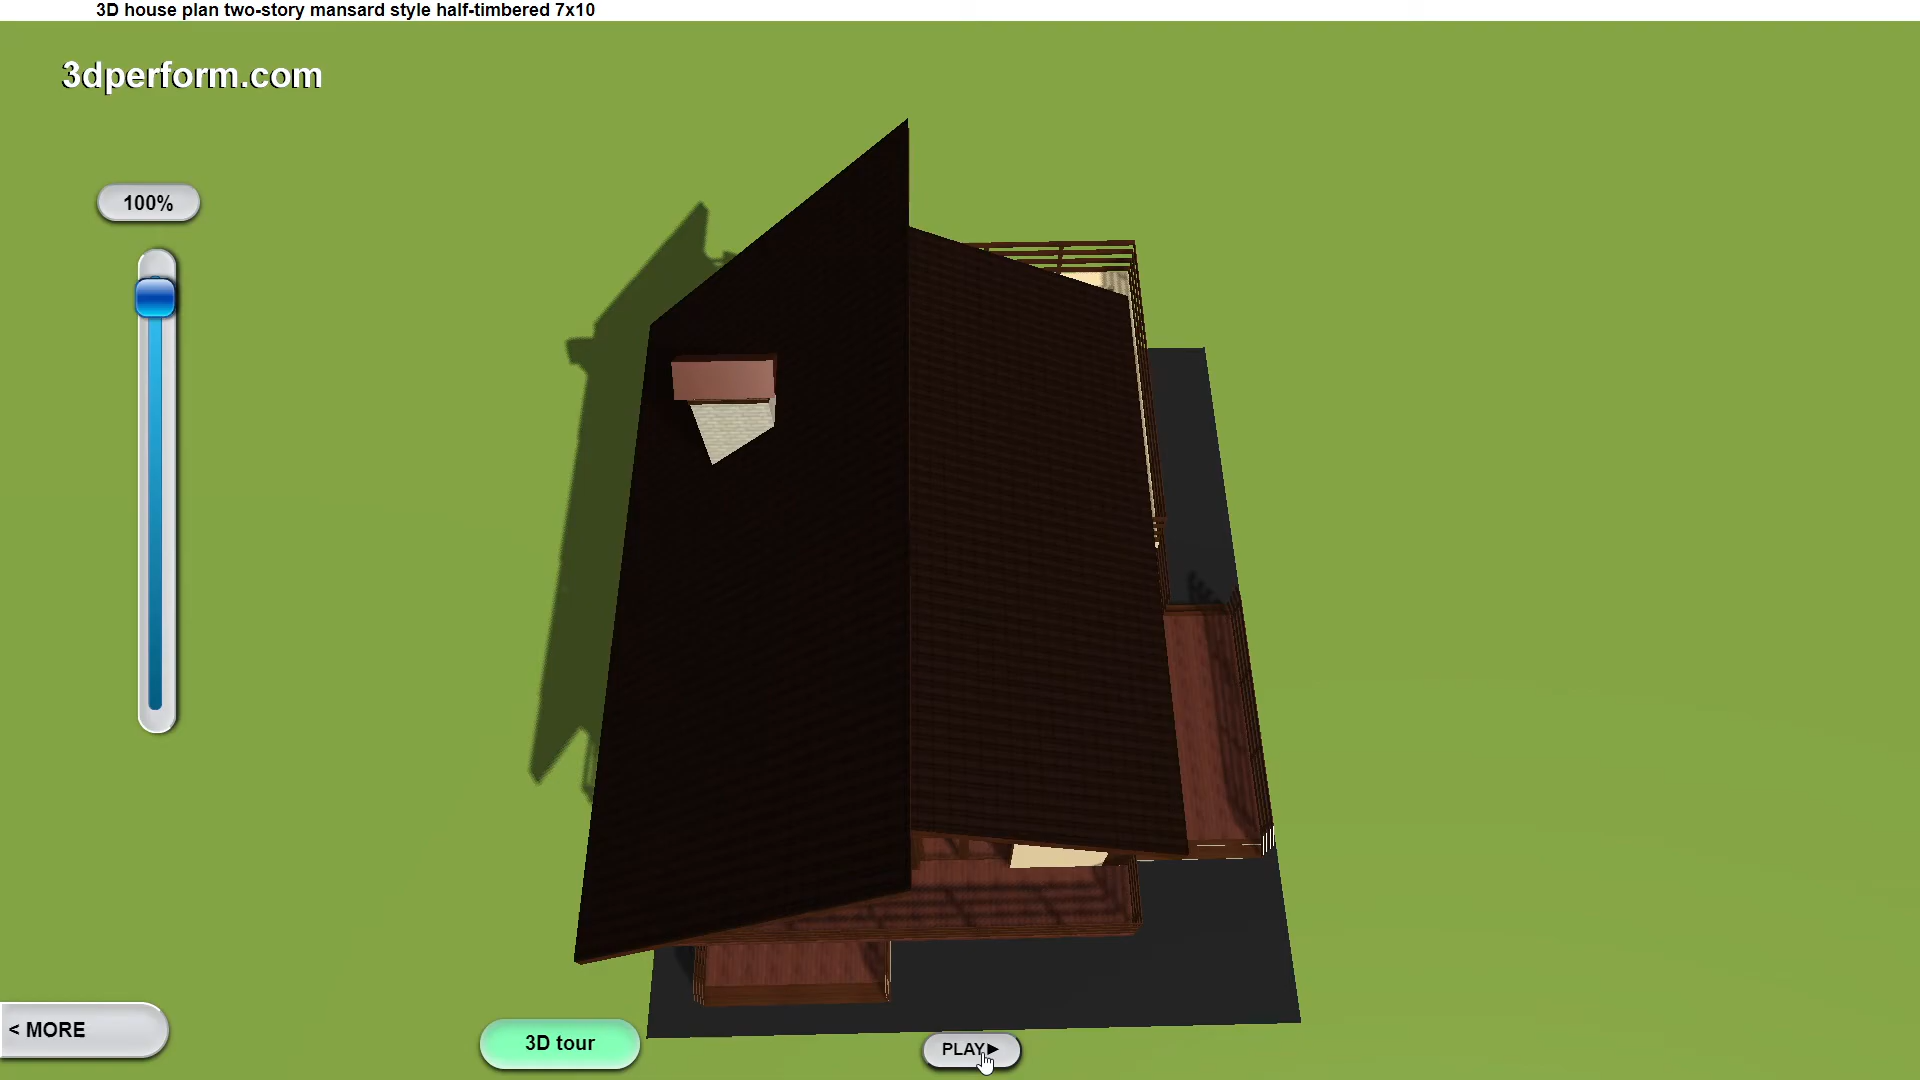 3D house plan two-story mansard style half-timbered 7x10
3dperform.com
100%
< MORE
3D tour
PLAY►